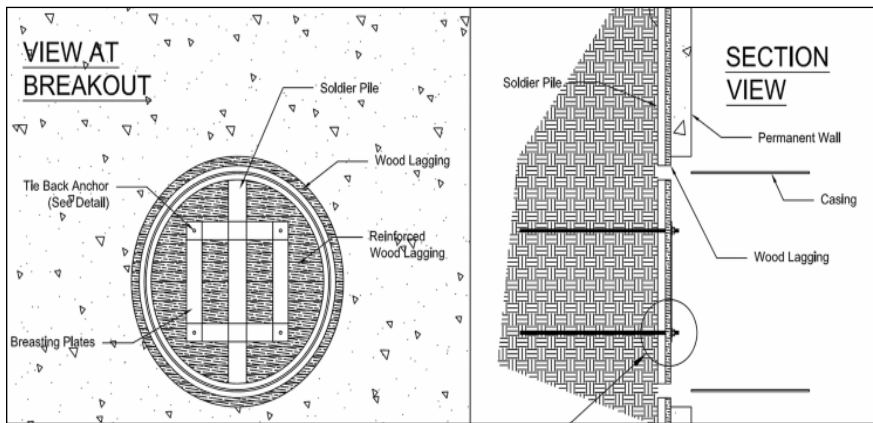 VIEW AT
BREAKOUT
Soldier Pile
Wood Lagging
Tie Back Anchor
(See Detail)
Reinforced
Wood Lagging
Breasting Plates
SECTION
VIEW
Soldier Pile
Permanent Wall
Casing
Wood Lagging